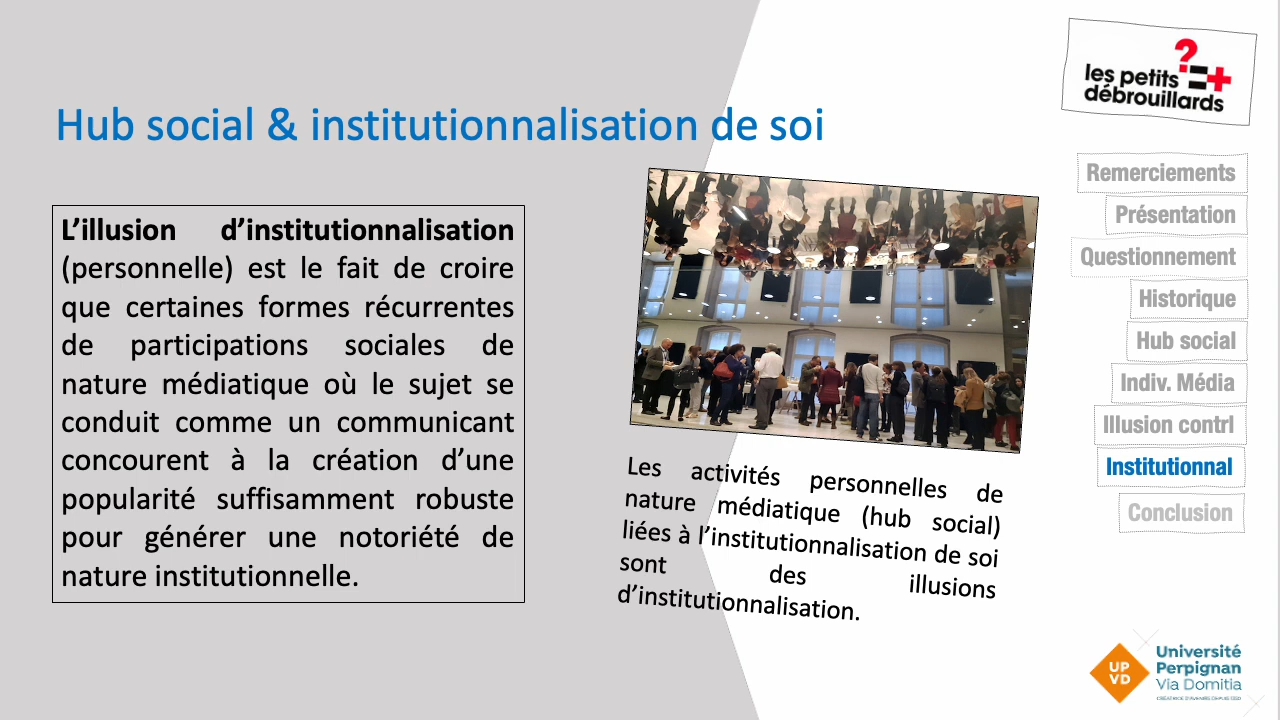 Hub social & institutionnalisation de soi
L’illusion d’institutionnalisation
(personnelle) est le fait de croire
que certaines formes récurrentes
de participations sociales de
nature médiatique où le sujet se
conduit comme un communicant
concourent à la création d’une
popularité suffisamment robuste
pour générer une notoriété de
nature institutionnelle.
Les activités personnelles de
nature médiatique (hub social)
liées à l’institutionnalisation de soi
sont des illusions
d’institutionnalisation.
les petits
débrouillards
Remerciements
Présentation
Questionnement
Historique
Hub social
Indiv. Média
Illusion contrl
Institutionnal
Conclusion
UP
VD
Université
Perpignan
Via Domitia